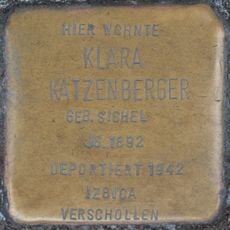 HIER WOHNTE
KLARA
KATZENBERGER
GEB. SICHEL
JG. 1892
DEPORTIERT 1942
IZBICA
VERSCHOLLEN